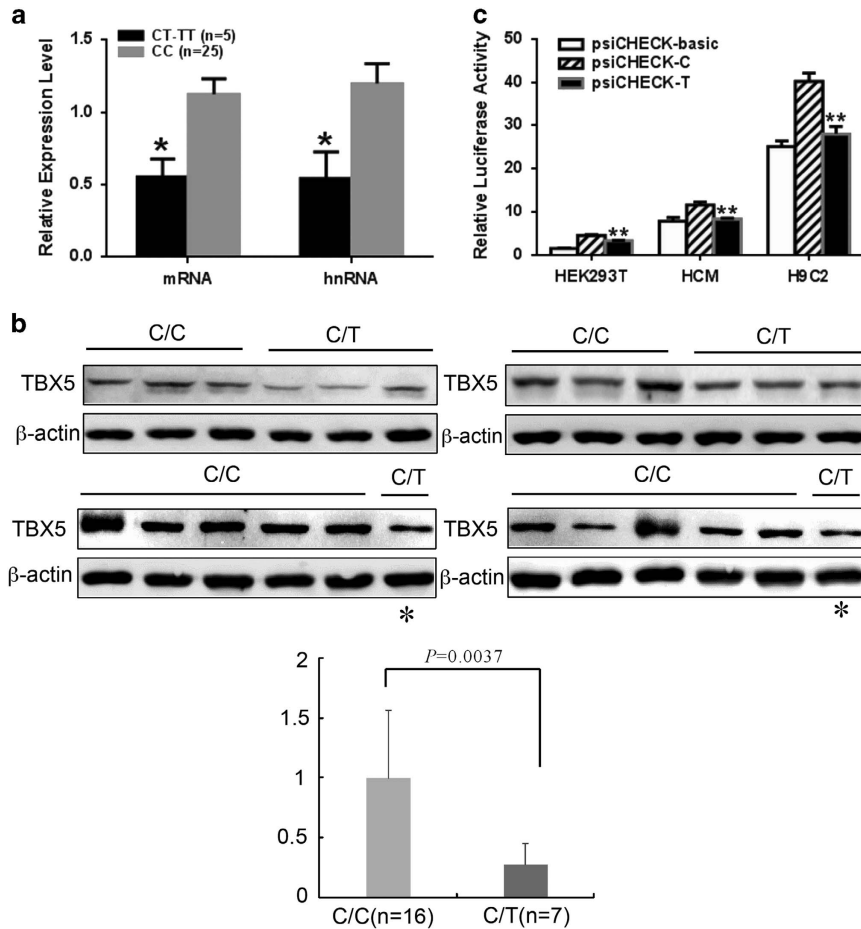 a
Relative Expression Level
1.5
1.0
0.5
0.0
CT-TT (n=5)
CC (n=25)
*
*
mRNA
hnRNA
c
Relative Luciferase Activity
50
40
30
20
10
0
psiCHECK-basic
psiCHECK-C
psiCHECK-T
**
**
**
HEK293T
HCM
H9C2
b
C/C
C/T
TBX5
β-actin
C/C
C/T
TBX5
β-actin
C/C
C/T
TBX5
β-actin
*
C/C
C/T
TBX5
β-actin
*
2
1.5
1
0.5
0
P=0.0037
C/C(n=16)
C/T(n=7)